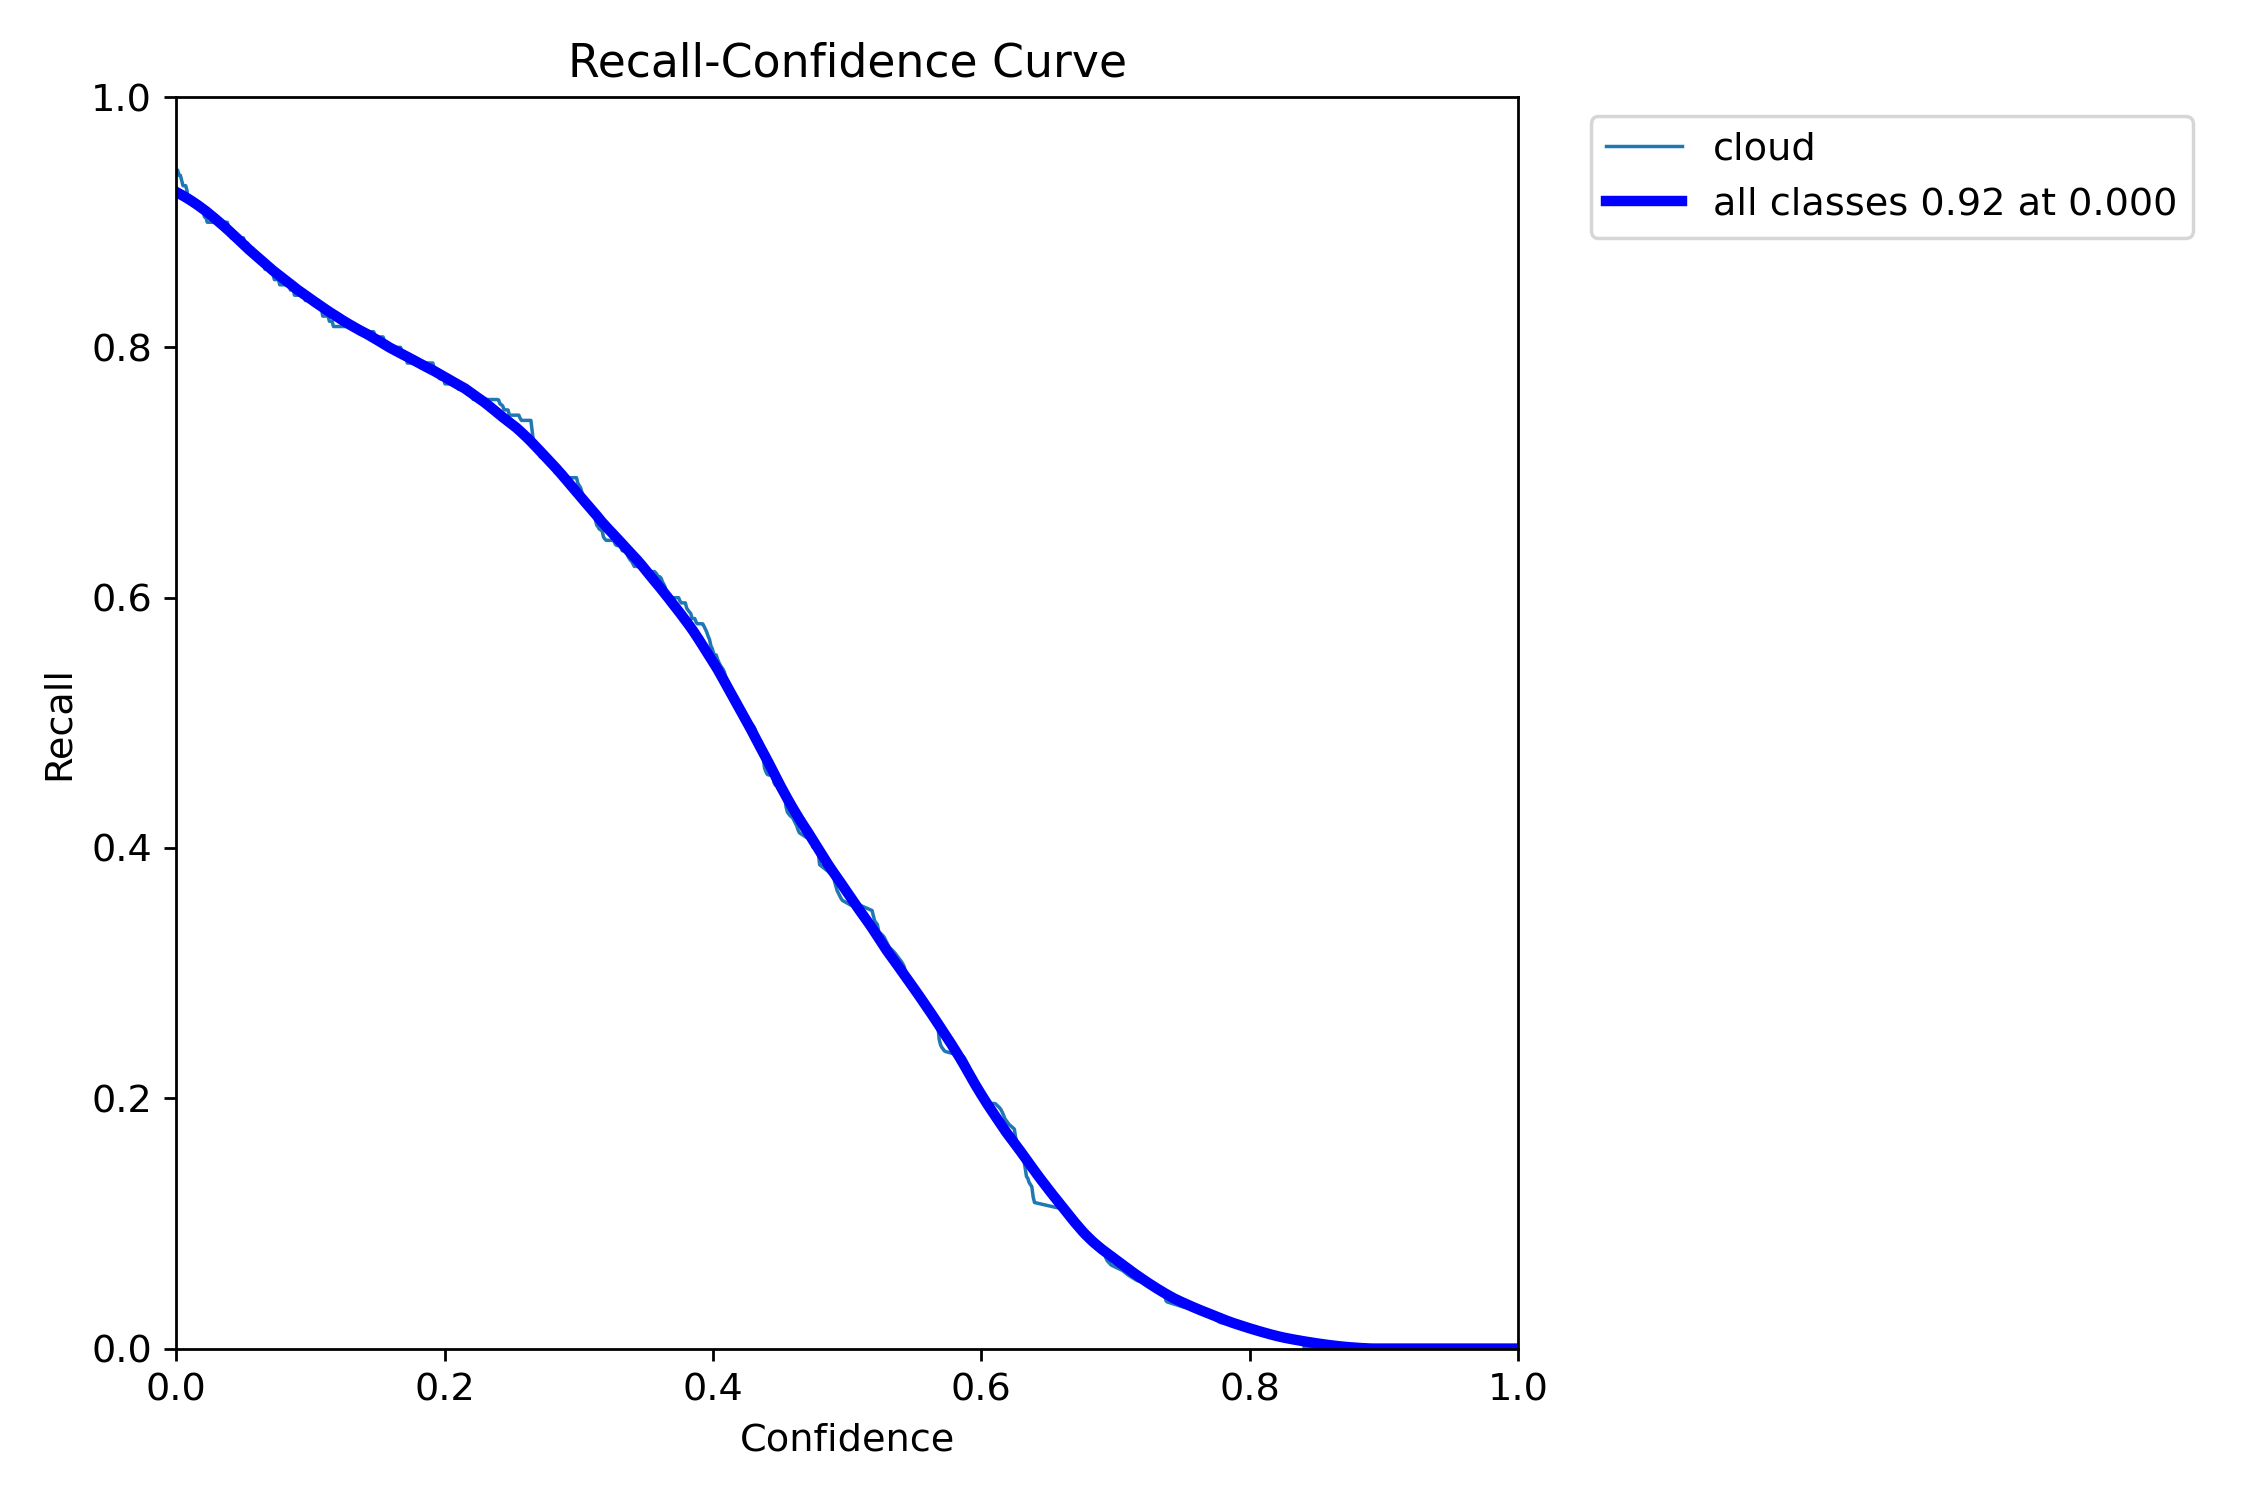 Recall-Confidence Curve
1.0
0.8
0.6
0.4
0.2
0.0
Recall
0.0 0.2 0.4 0.6 0.8 1.0
Confidence
cloud
all classes 0.92 at 0.000